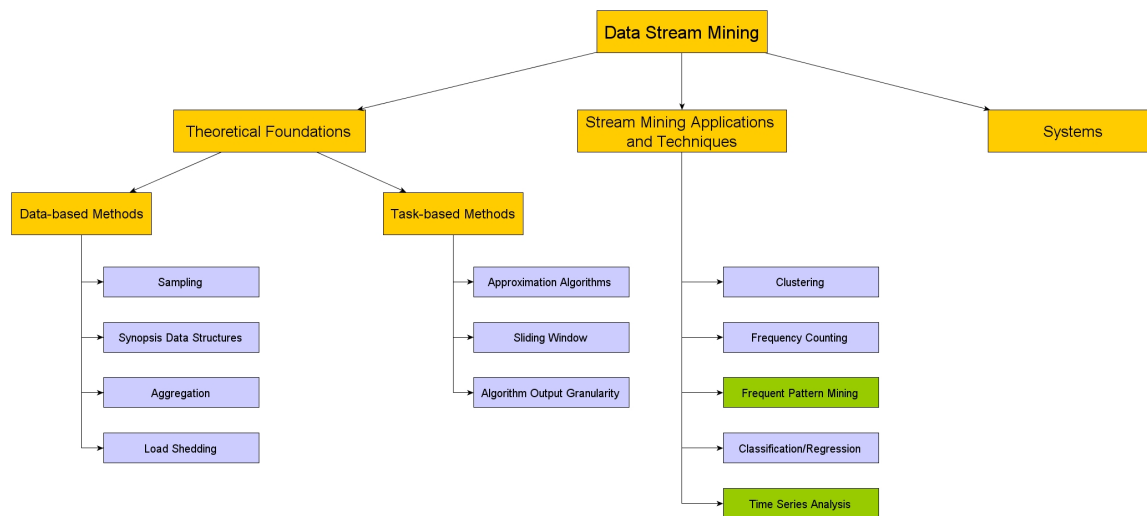 Data Stream Mining
Theoretical Foundations
Stream Mining Applications
and Techniques
Systems
Data-based Methods
Task-based Methods
Sampling
Synopsis Data Structures
Aggregation
Load Shedding
Approximation Algorithms
Sliding Window
Algorithm Output Granularity
Clustering
Frequency Counting
Frequent Pattern Mining
Classification/Regression
Time Series Analysis